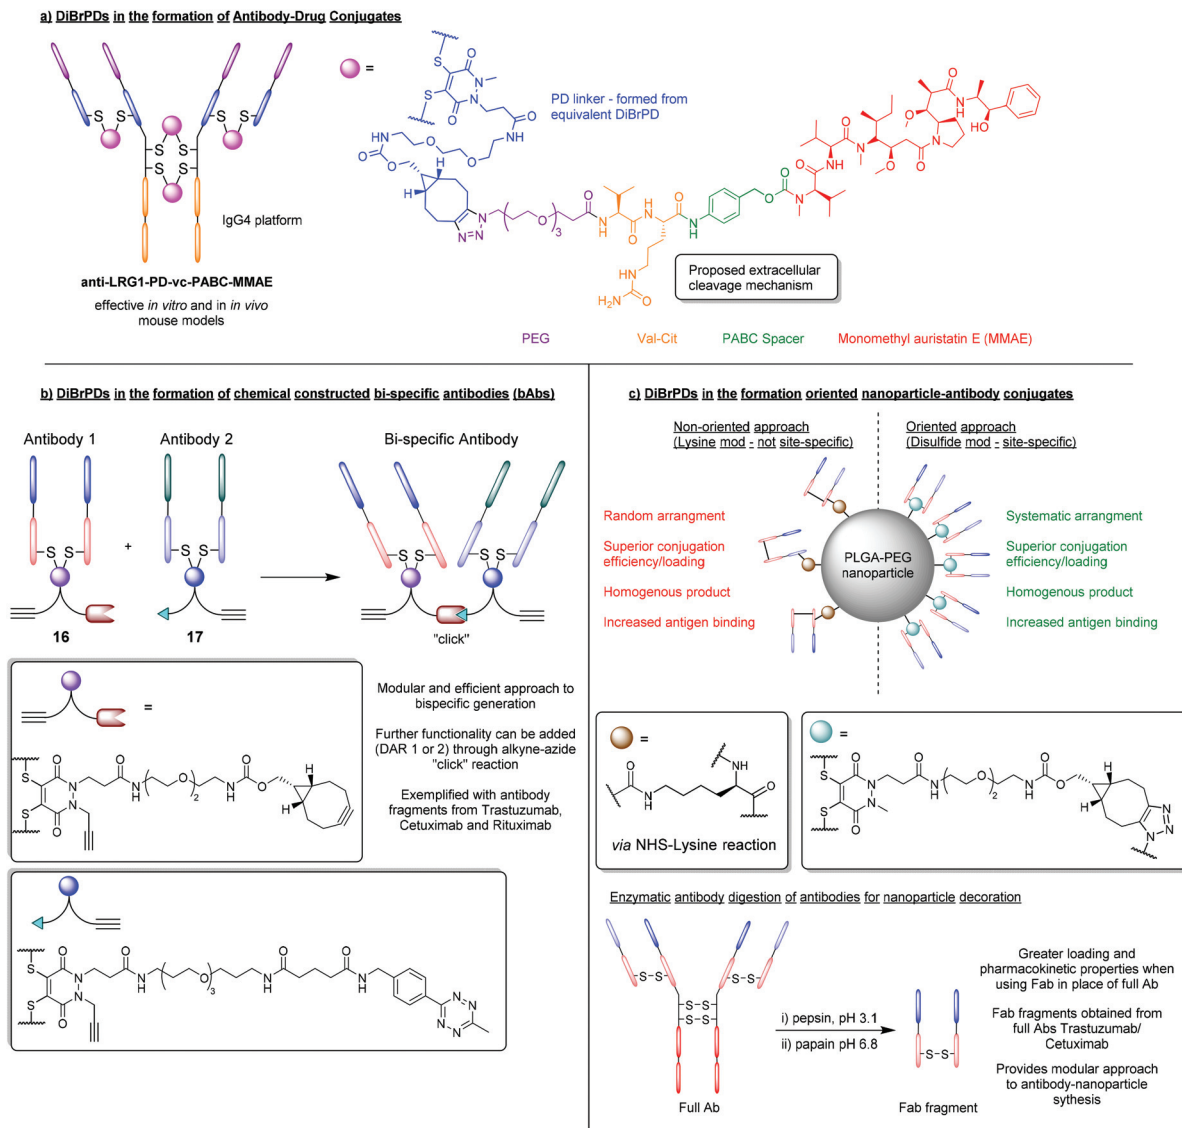 a) DiBrPDs in the formation of Antibody-Drug Conjugates
=
PD linker - formed from
equivalent DiBrPD
IgG4 platform
anti-LRG1-PD-vc-PABC-MMAE
effective in vitro and in in vivo
mouse models
Proposed extracellular
cleavage mechanism
PEG
Val-Cit
PABC Spacer
Monomethyl auristatin E (MMAE)
b) DiBrPDs in the formation of chemical constructed bi-specific antibodies (bAbs)
Antibody 1
Antibody 2
Bi-specific Antibody
+
16
17
"click"
=
Modular and efficient approach to
bispecific generation
Further functionality can be added
(DAR 1 or 2) through alkyne-azide
"click" reaction
Exemplified with antibody
fragments from Trastuzumab,
Cetuximab and Rituximab
c) DiBrPDs in the formation oriented nanoparticle-antibody conjugates
Non-oriented approach
(Lysine mod - not site-specific)
Oriented approach
(Disulfide mod - site-specific)
Random arrangment
Superior conjugation
efficiency/loading
Homogenous product
Increased antigen binding
PLGA-PEG
nanoparticle
Systematic arrangment
Superior conjugation
efficiency/loading
Homogenous product
Increased antigen binding
=
via NHS-Lysine reaction
=
Enzymatic antibody digestion of antibodies for nanoparticle decoration
i) pepsin, pH 3.1
ii) papain pH 6.8
Full Ab
Fab fragment
Greater loading and
pharmacokinetic properties when
using Fab in place of full Ab
Fab fragments obtained from
full Abs Trastuzumab/
Cetuximab
Provides modular approach
to antibody-nanoparticle
sythesis